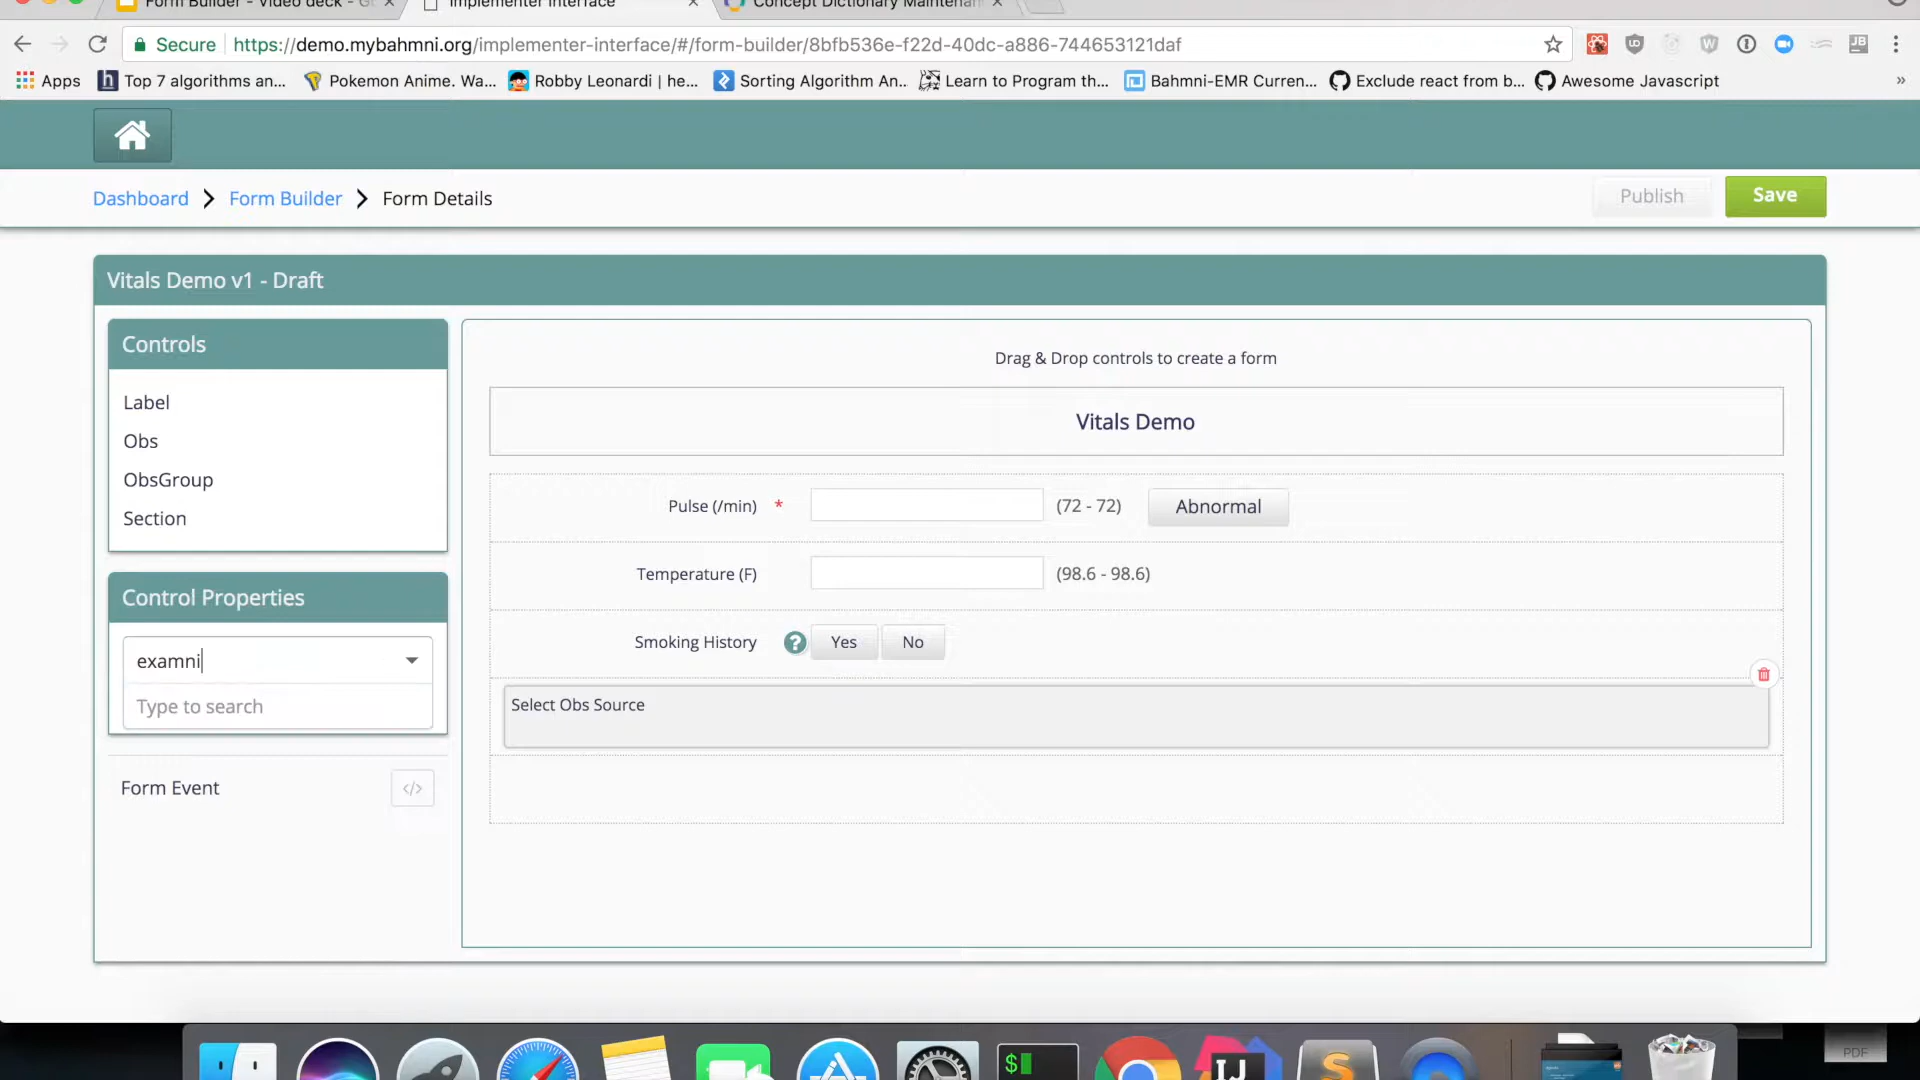 Form Builder - Video deck - G
Implementer Interface
Concept Dictionary Maintenan
Secure https://demo.mybahmni.org/implementer-interface/#/form-builder/8bfb536e-f22d-40dc-a886-744653121daf
Apps Top 7 algorithms an... Pokemon Anime. Wa... Robby Leonardi | he... Sorting Algorithm An... Learn to Program th... Bahmni-EMR Curren... Exclude react from b... Awesome Javascript »
Dashboard Form Builder Form Details Publish Save
Vitals Demo v1 - Draft
Controls
Label
Obs
ObsGroup
Section
Control Properties
examni
Type to search
Form Event </>
Drag & Drop controls to create a form
Vitals Demo
Pulse (/min) * (72 - 72) Abnormal
Temperature (F) (98.6 - 98.6)
Smoking History ? Yes No
Select Obs Source
PDF